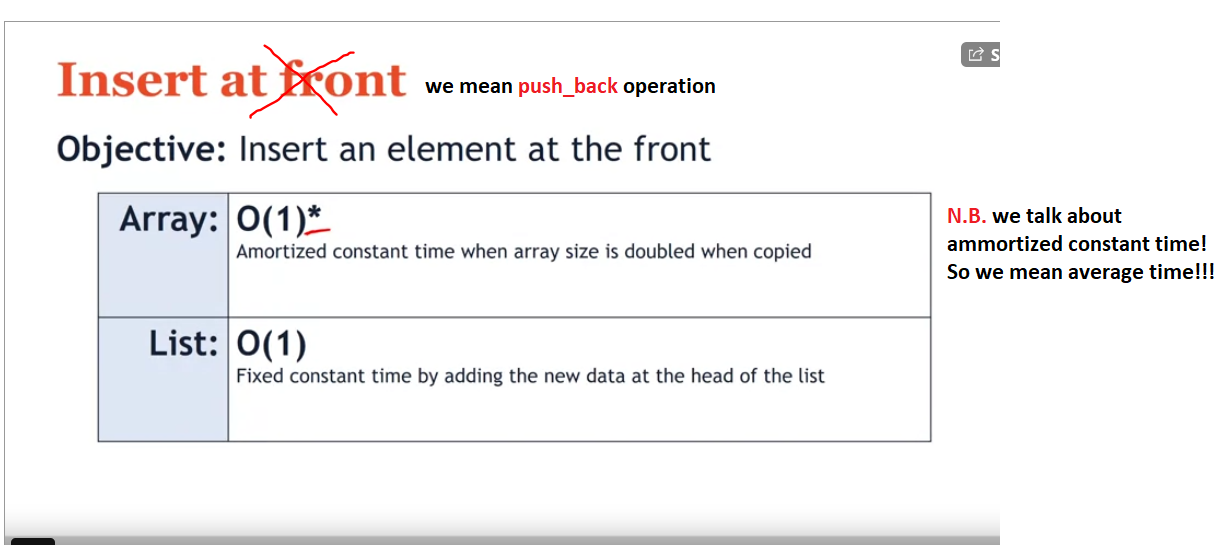 Insert at front we mean push_back operation
S
Objective: Insert an element at the front
Array: O(1)*
Amortized constant time when array size is doubled when copied
N.B. we talk about
ammortized constant time!
So we mean average time!!!
List: O(1)
Fixed constant time by adding the new data at the head of the list